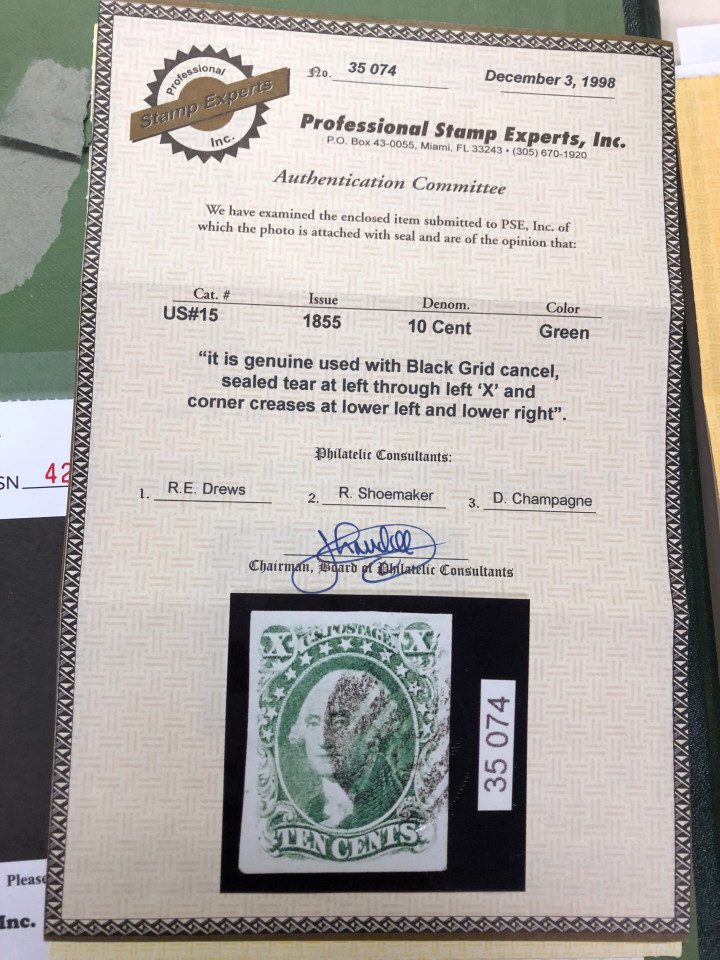 Professional
Stamp Experts
Inc.
No. 35 074
December 3, 1998
Professional Stamp Experts, Inc.
P.O. Box 43-0055, Miami, FL 33243 • (305) 670-1920
Authentication Committee
We have examined the enclosed item submitted to PSE, Inc. of
which the photo is attached with seal and are of the opinion that:
Cat. # Issue Denom. Color
US#15 1855 10 Cent Green
“it is genuine used with Black Grid cancel,
sealed tear at left through left ‘X’ and
corner creases at lower left and lower right”.
Philatelic Consultants:
1. R.E. Drews 2. R. Shoemaker 3. D. Champagne
Chairman, Board of Philatelic Consultants
X U.S. POSTAGE X
TEN CENTS
35 074
SN 42
Please
Inc.